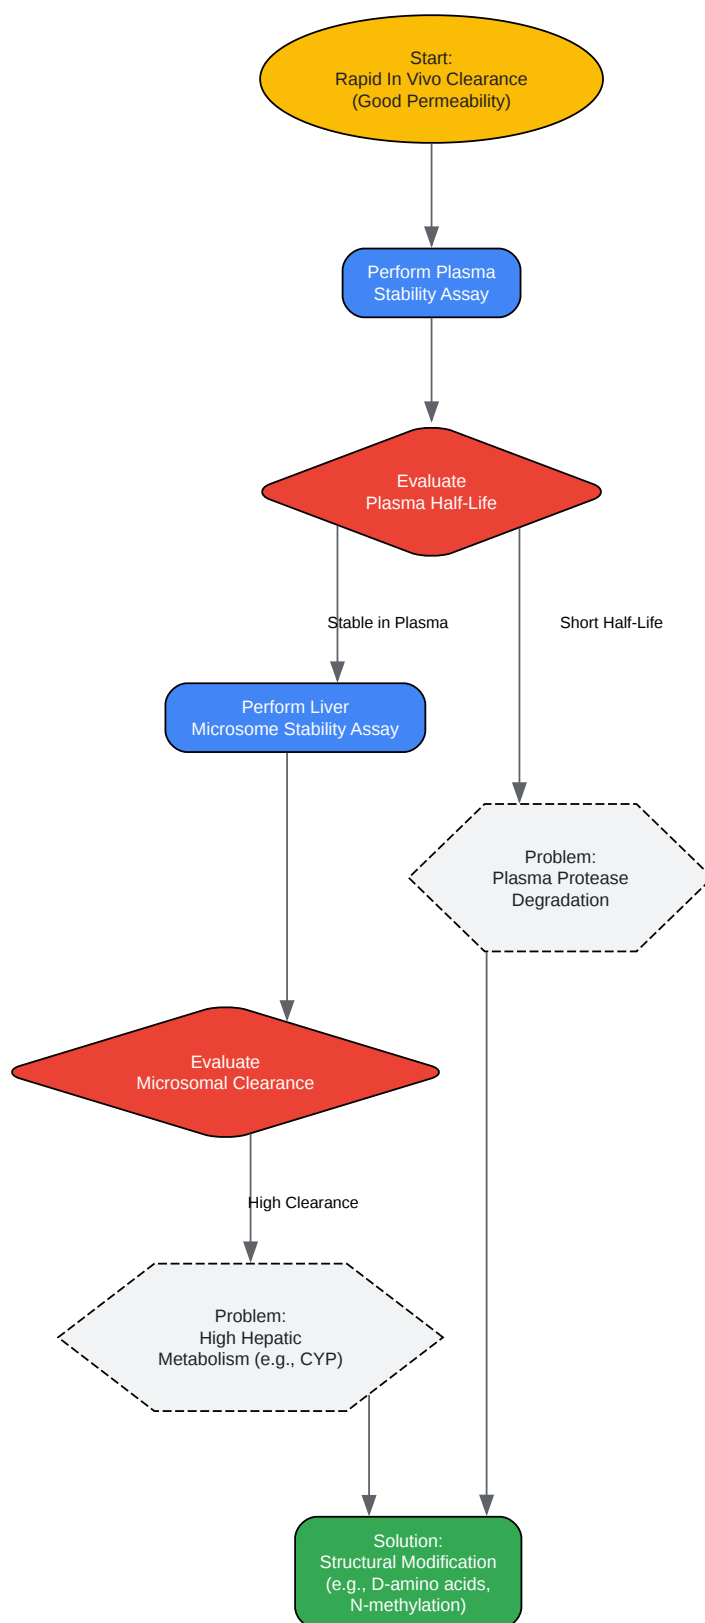 Start:
Rapid In Vivo Clearance
(Good Permeability)
Perform Plasma
Stability Assay
Evaluate
Plasma Half-Life
Stable in Plasma
Short Half-Life
Perform Liver
Microsome Stability Assay
Problem:
Plasma Protease
Degradation
Evaluate
Microsomal Clearance
High Clearance
Problem:
High Hepatic
Metabolism (e.g., CYP)
Solution:
Structural Modification
(e.g., D-amino acids,
N-methylation)